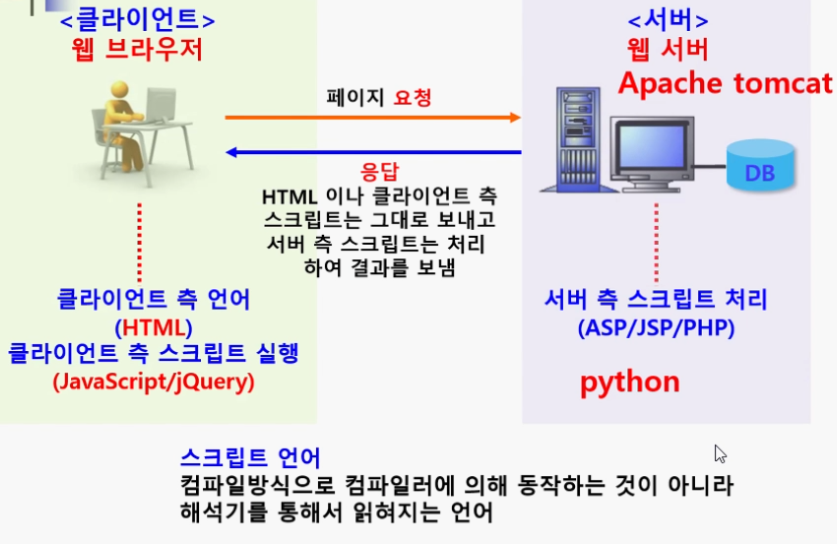 <클라이언트>
웹 브라우저
<서버>
웹 서버
Apache tomcat
페이지 요청
응답
HTML 이나 클라이언트 측
스크립트는 그대로 보내고
서버 측 스크립트는 처리
하여 결과를 보냄
DB
클라이언트 측 언어
(HTML)
클라이언트 측 스크립트 실행
(JavaScript/jQuery)
서버 측 스크립트 처리
(ASP/JSP/PHP)
python
스크립트 언어
컴파일방식으로 컴파일러에 의해 동작하는 것이 아니라
해석기를 통해서 읽혀지는 언어